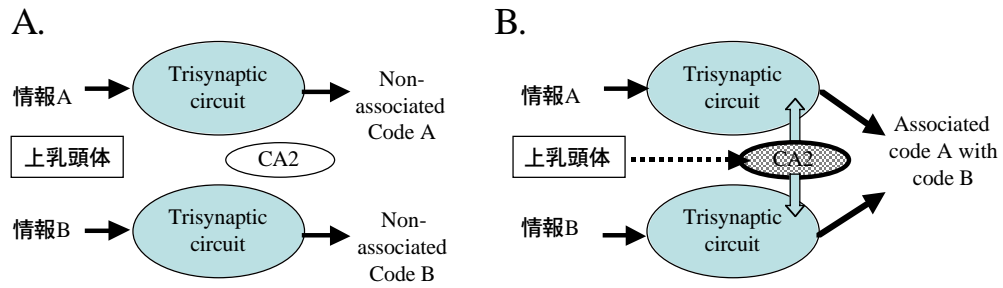 A.
情報A
Trisynaptic
circuit
Non-
associated
Code A
上乳頭体
CA2
情報B
Trisynaptic
circuit
Non-
associated
Code B
B.
情報A
Trisynaptic
circuit
上乳頭体
CA2
Associated
code A with
code B
情報B
Trisynaptic
circuit